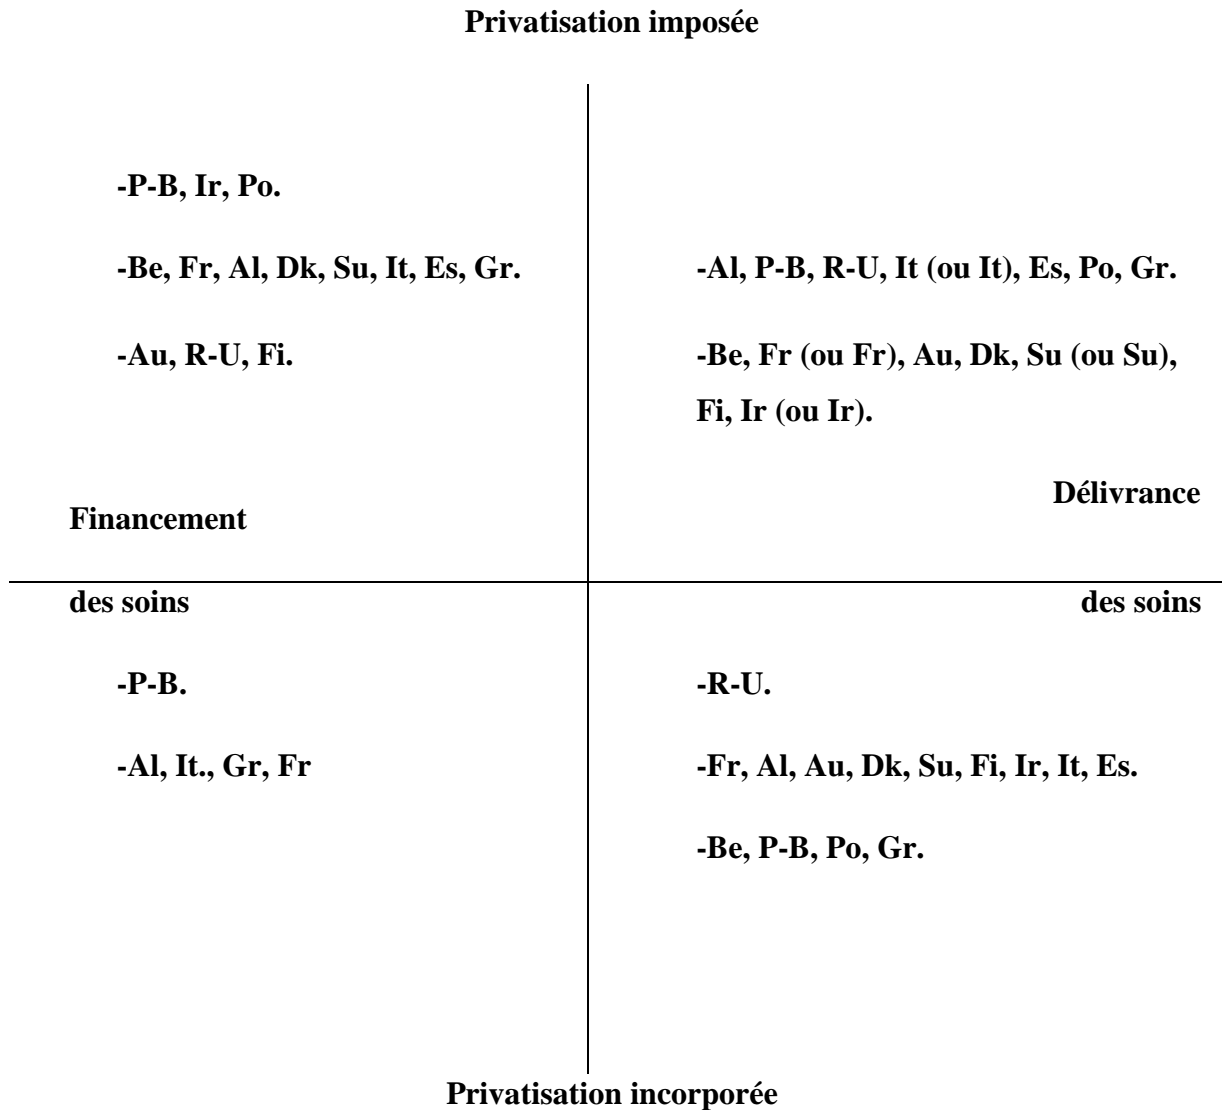 Privatisation imposée
-P-B, Ir, Po.
-Be, Fr, Al, Dk, Su, It, Es, Gr.
-Au, R-U, Fi.
-Al, P-B, R-U, It (ou It), Es, Po, Gr.
-Be, Fr (ou Fr), Au, Dk, Su (ou Su),
Fi, Ir (ou Ir).
Financement
des soins
Délivrance
des soins
-P-B.
-Al, It., Gr, Fr
-R-U.
-Fr, Al, Au, Dk, Su, Fi, Ir, It, Es.
-Be, P-B, Po, Gr.
Privatisation incorporée